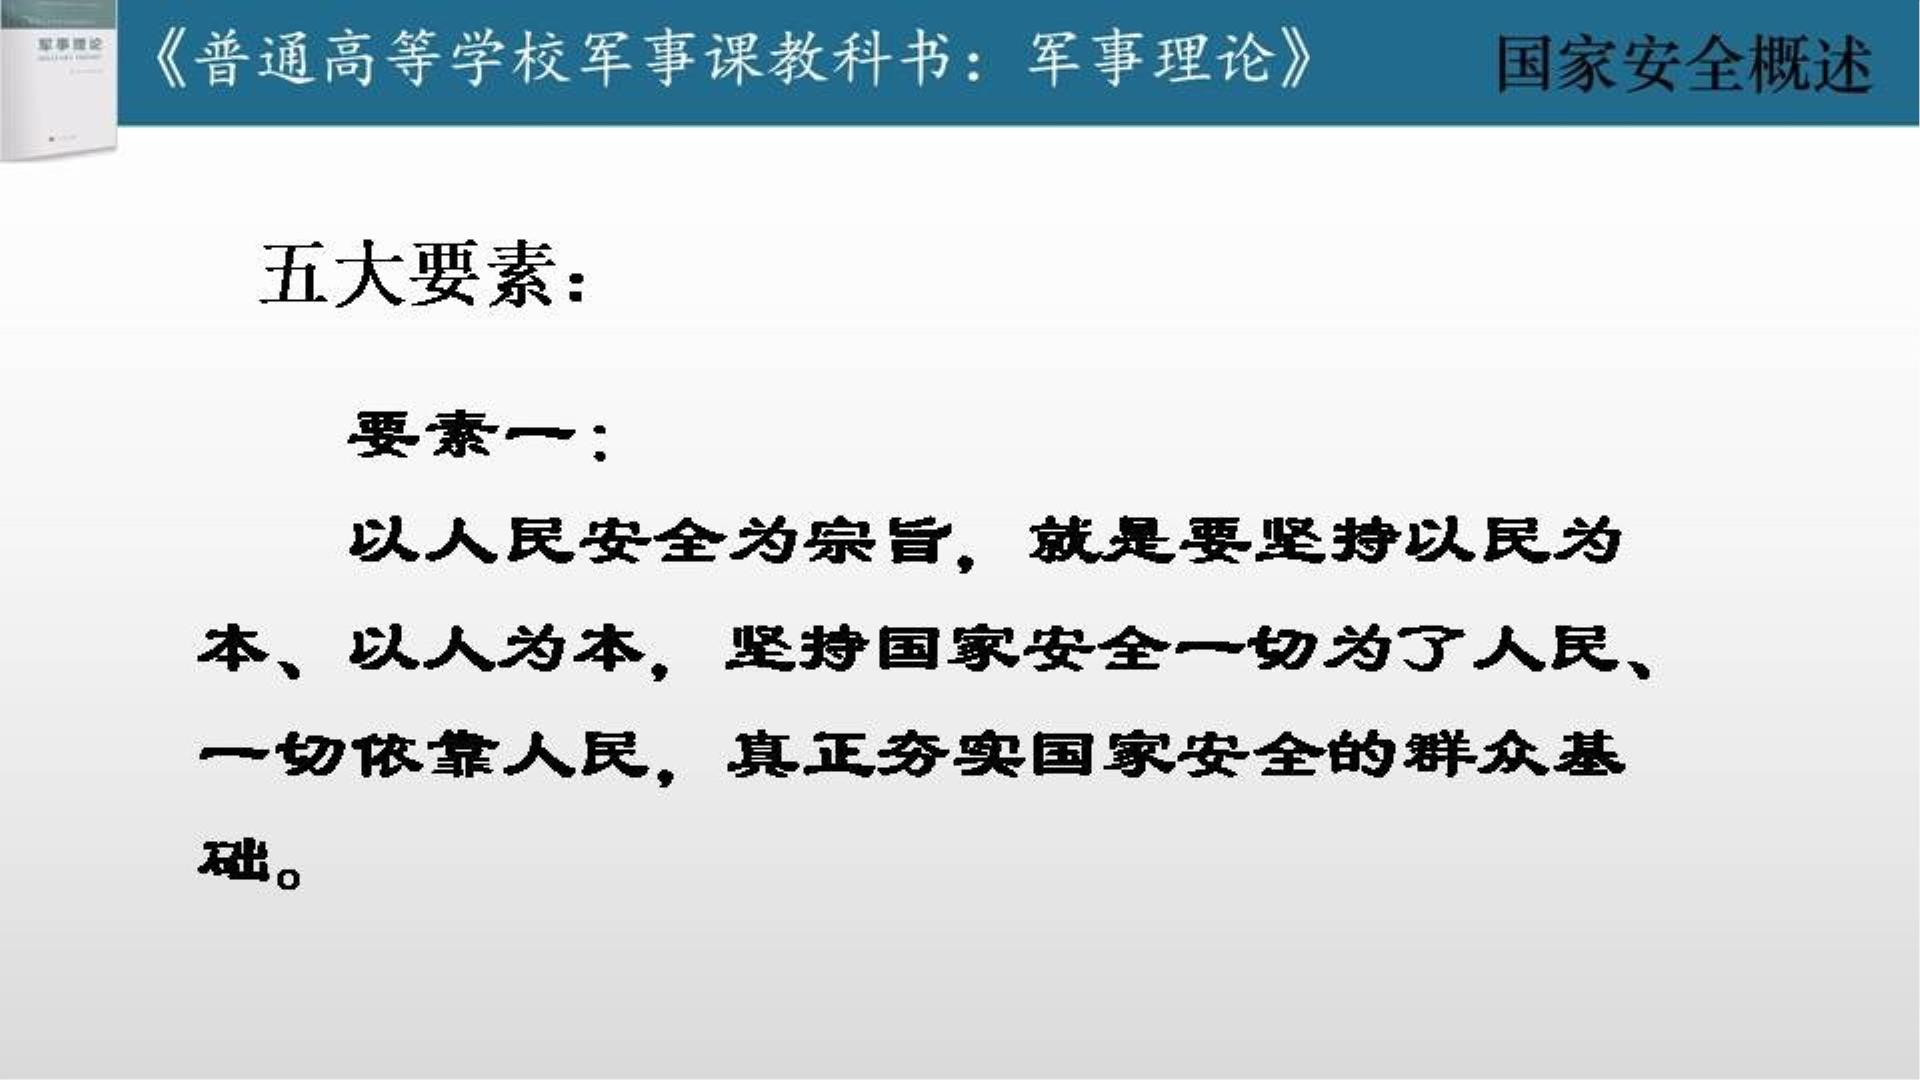 军事理论
《普通高等学校军事课教科书：军事理论》
国家安全概述
五大要素：
要素一：
以人民安全为宗旨，就是要坚持以民为
本、以人为本，坚持国家安全一切为了人民、
一切依靠人民，真正夯实国家安全的群众基
础。